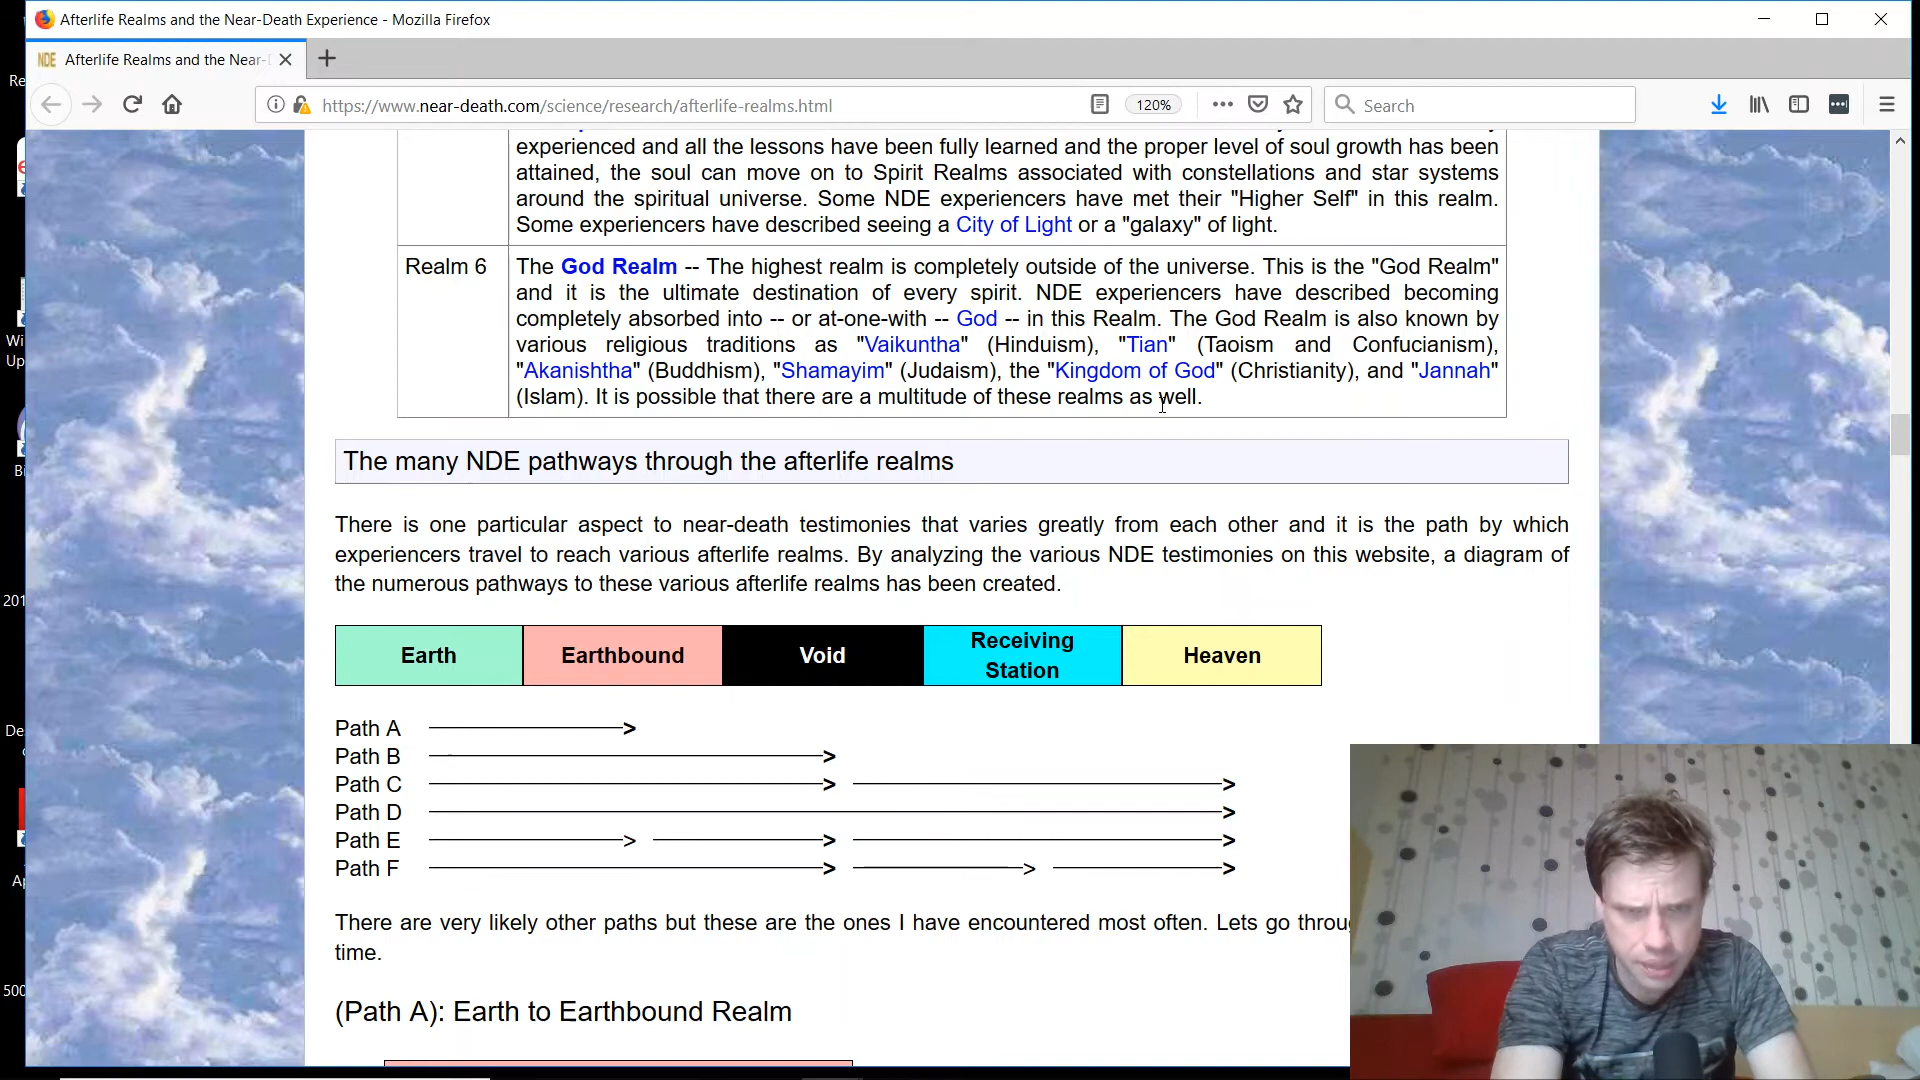 Afterlife Realms and the Near-Death Experience - Mozilla Firefox
NDE Afterlife Realms and the Near-
https://www.near-death.com/science/research/afterlife-realms.html
120%
Search
experienced and all the lessons have been fully learned and the proper level of soul growth has been
attained, the soul can move on to Spirit Realms associated with constellations and star systems
around the spiritual universe. Some NDE experiencers have met their "Higher Self" in this realm.
Some experiencers have described seeing a City of Light or a "galaxy" of light.
Realm 6
The God Realm -- The highest realm is completely outside of the universe. This is the "God Realm"
and it is the ultimate destination of every spirit. NDE experiencers have described becoming
completely absorbed into -- or at-one-with -- God -- in this Realm. The God Realm is also known by
various religious traditions as "Vaikuntha" (Hinduism), "Tian" (Taoism and Confucianism),
"Akanishtha" (Buddhism), "Shamayim" (Judaism), the "Kingdom of God" (Christianity), and "Jannah"
(Islam). It is possible that there are a multitude of these realms as well.
The many NDE pathways through the afterlife realms
There is one particular aspect to near-death testimonies that varies greatly from each other and it is the path by which
experiencers travel to reach various afterlife realms. By analyzing the various NDE testimonies on this website, a diagram of
the numerous pathways to these various afterlife realms has been created.
Earth
Earthbound
Void
Receiving
Station
Heaven
Path A
Path B
Path C
Path D
Path E
Path F
There are very likely other paths but these are the ones I have encountered most often. Lets go
time.
(Path A): Earth to Earthbound Realm
Re
Wi
Up
Bi
201
De
Ap
500